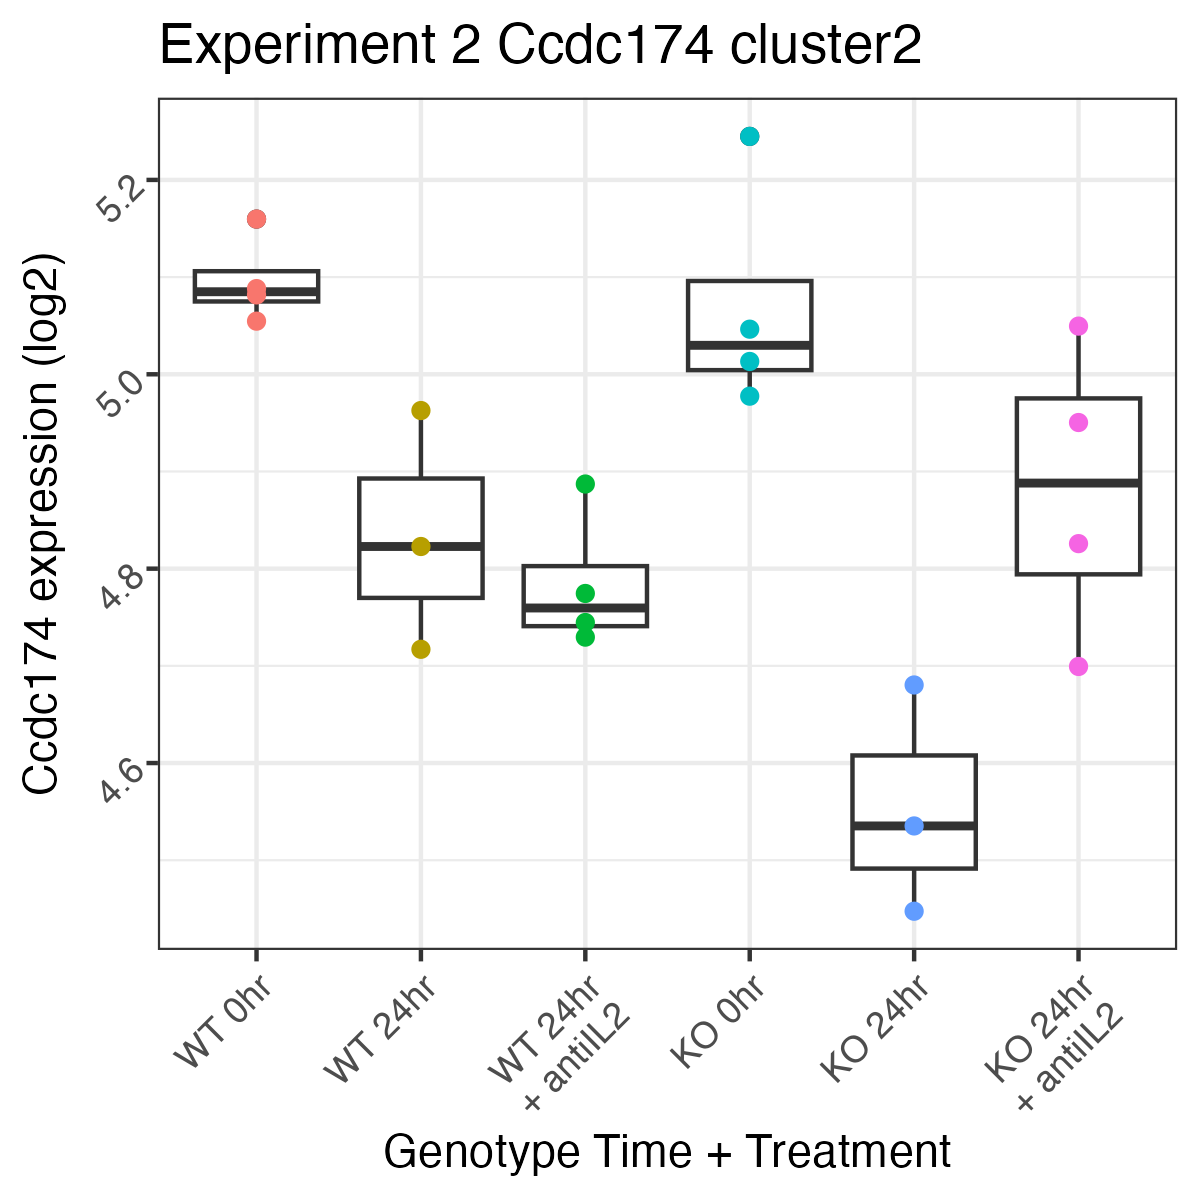 Experiment 2 Ccdc174 cluster2
Ccdc174 expression (log2)
5.2
5.0
4.8
4.6
WT 0hr
WT 24hr
WT 24hr
+ antiIL2
KO 0hr
KO 24hr
KO 24hr
+ antiIL2
Genotype Time + Treatment